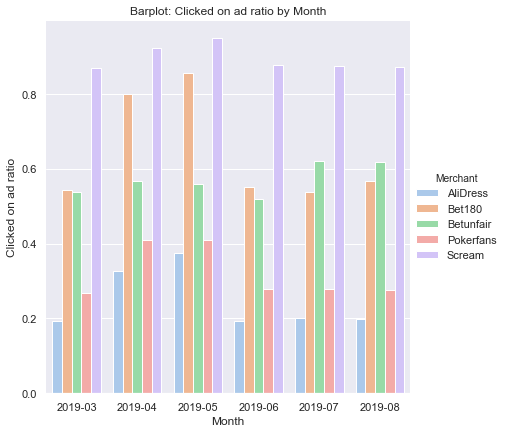 Barplot: Clicked on ad ratio by Month
Clicked on ad ratio
0.8
0.6
0.4
0.2
0.0
2019-03 2019-04 2019-05 2019-06 2019-07 2019-08
Month
Merchant
AliDress
Bet180
Betunfair
Pokerfans
Scream